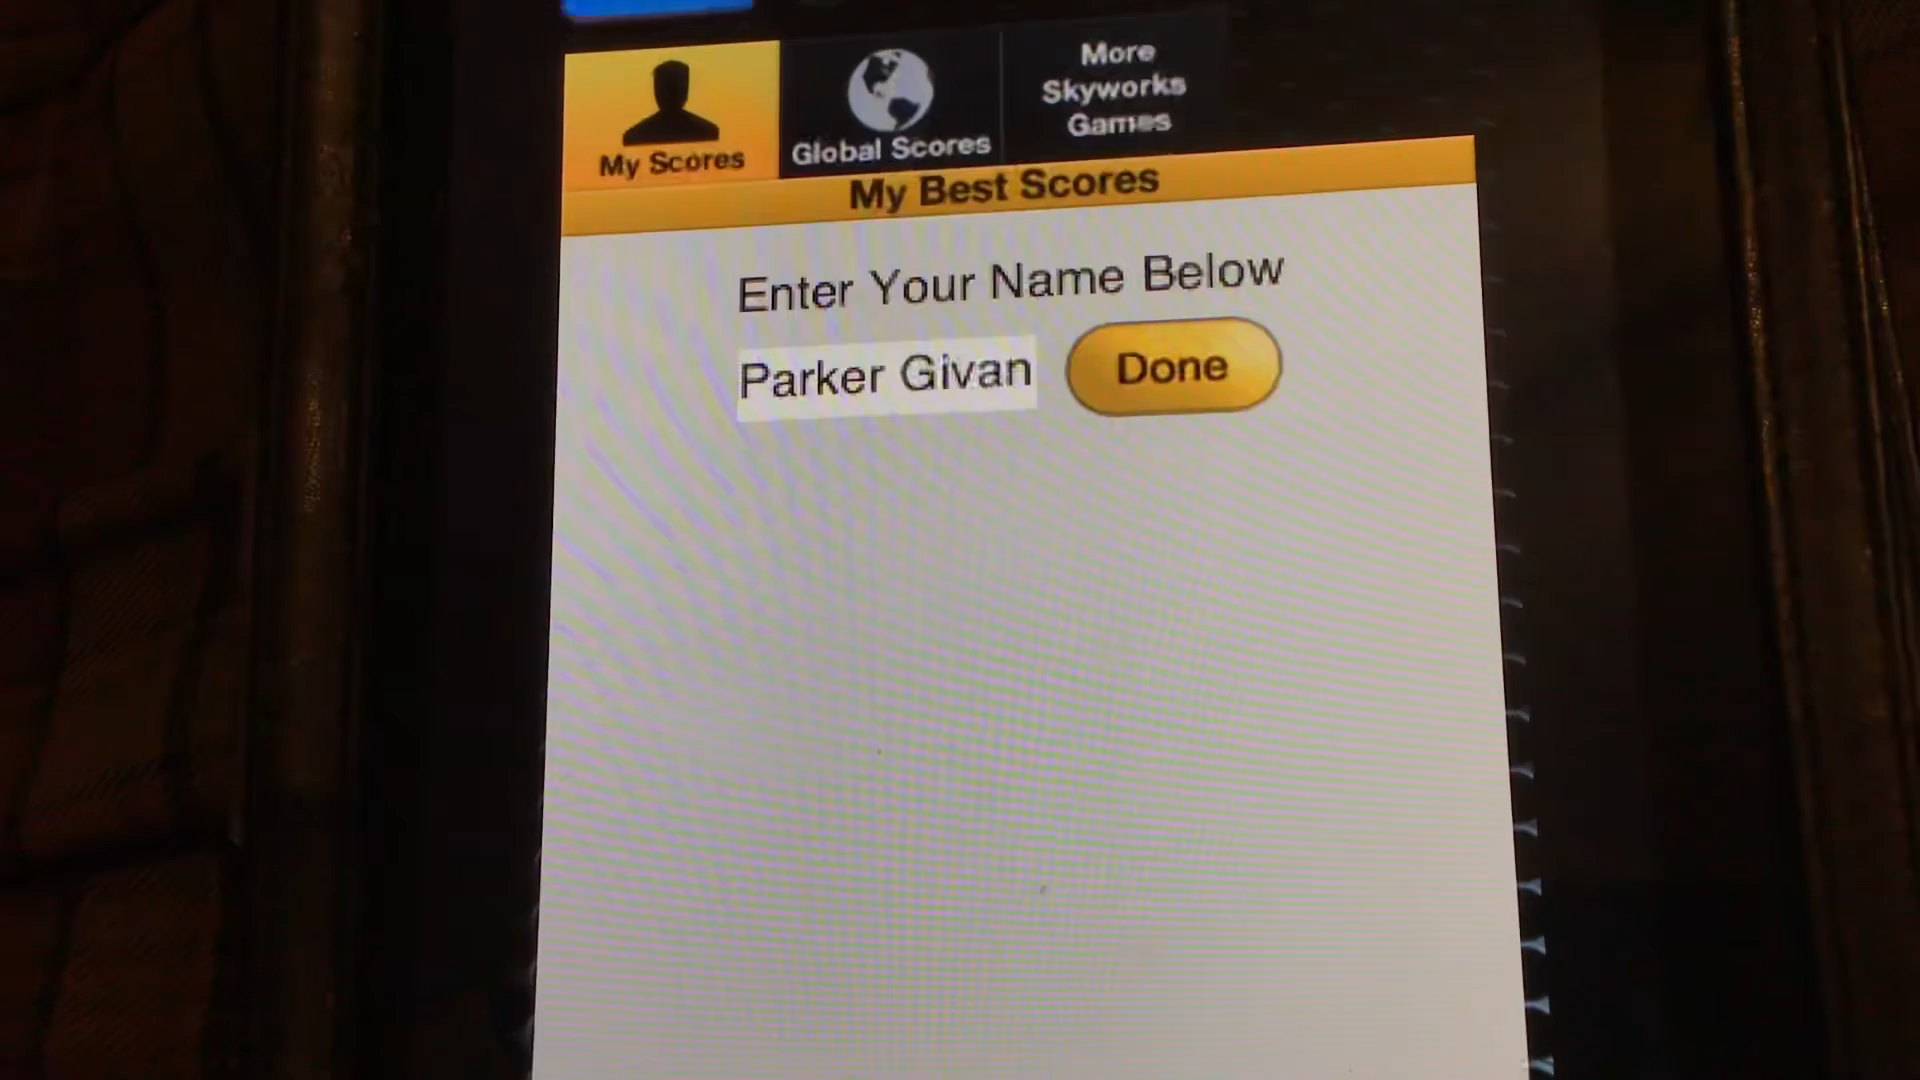 More
Skyworks
Games
My Scores
Global Scores
My Best Scores
Enter Your Name Below
Parker Givan
Done